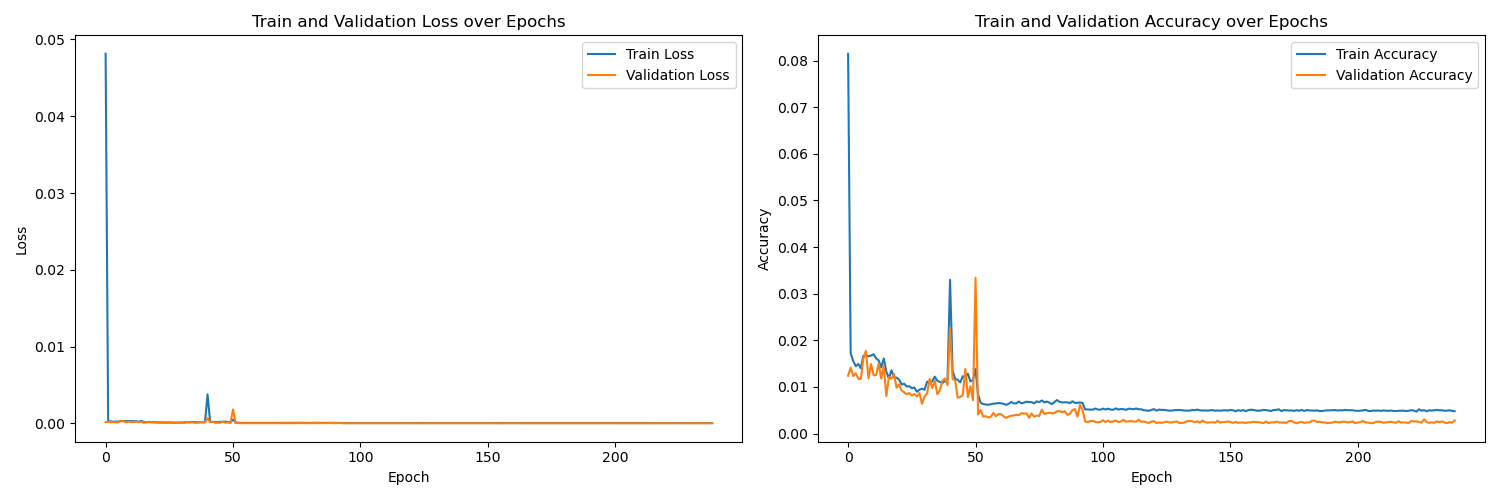 Train and Validation Loss over Epochs
Train Loss
Validation Loss
0.05
0.04
0.03
0.02
0.01
0.00
Loss
0
50
100
150
200
Epoch
Train and Validation Accuracy over Epochs
Train Accuracy
Validation Accuracy
0.08
0.07
0.06
0.05
0.04
0.03
0.02
0.01
0.00
Accuracy
0
50
100
150
200
Epoch